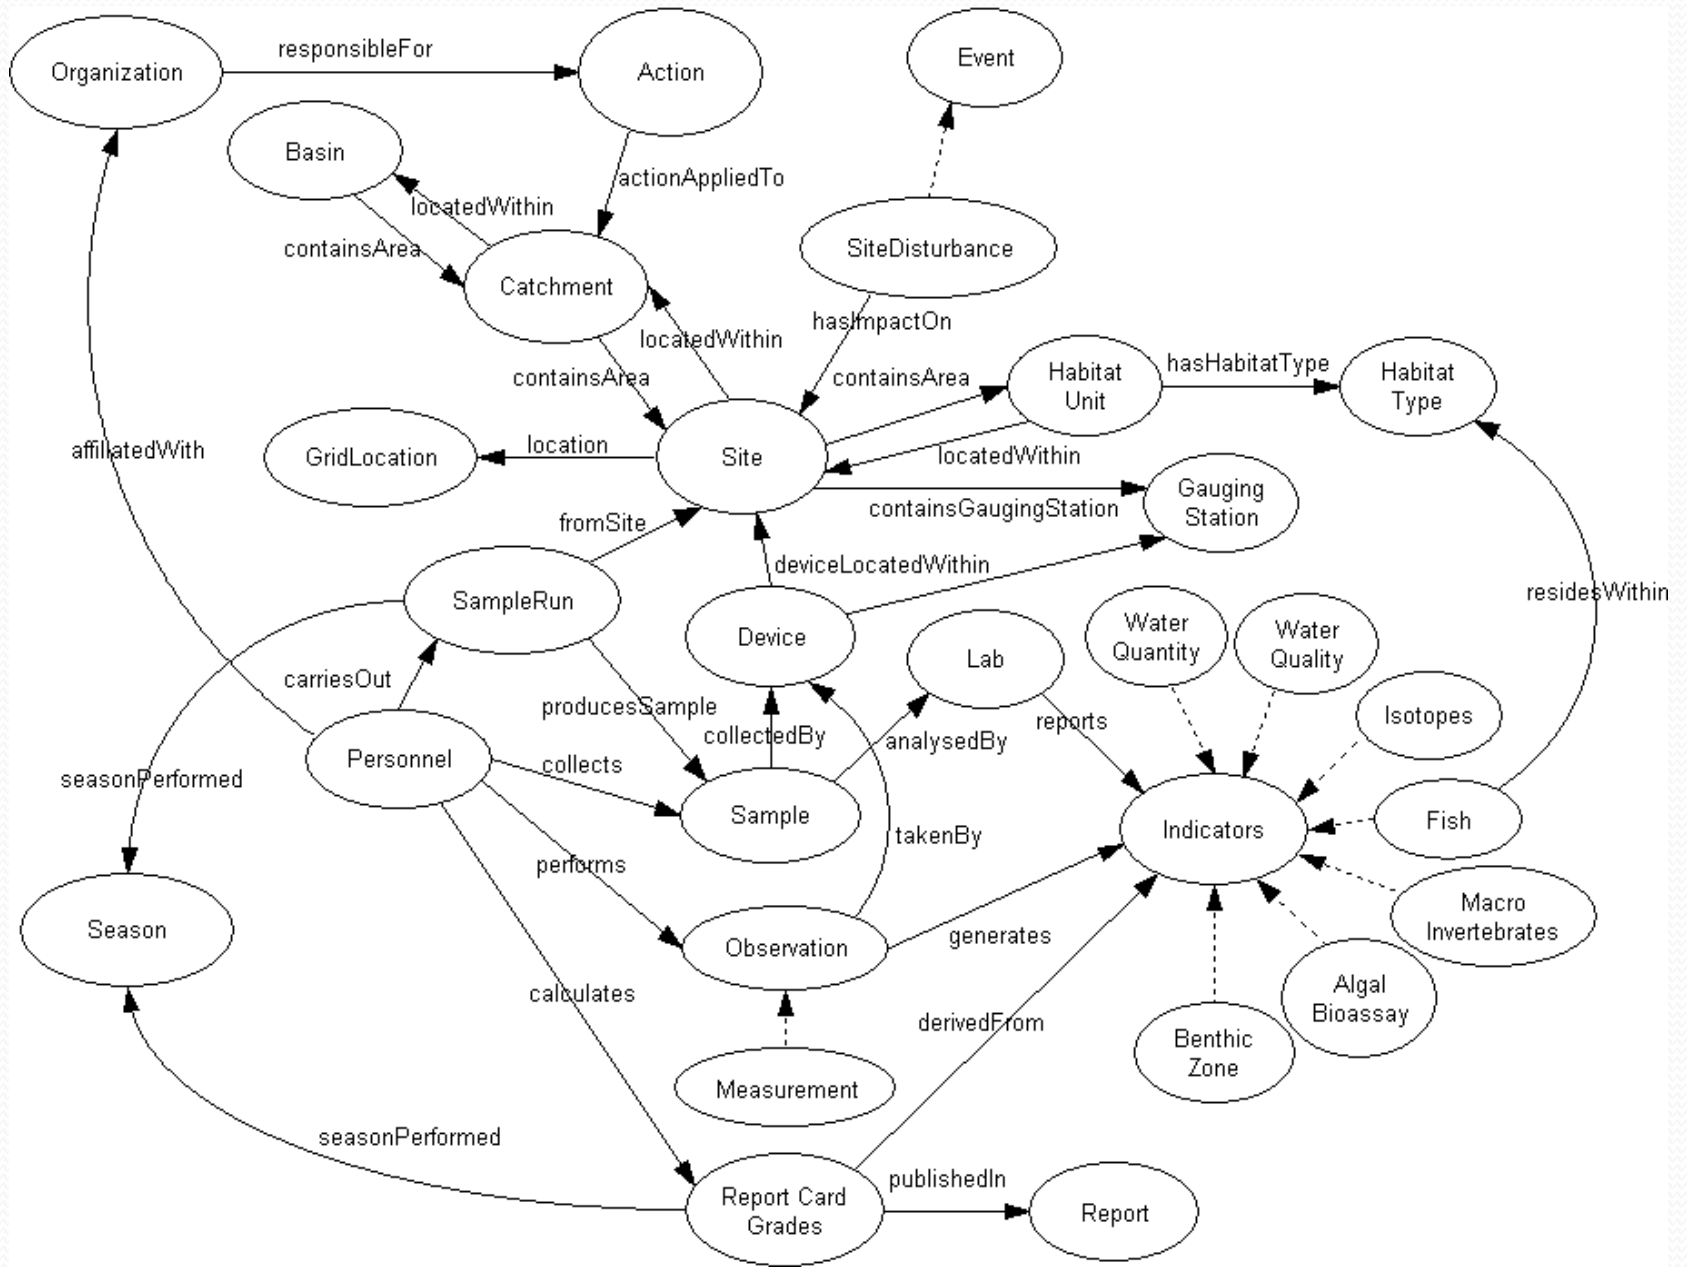 responsibleFor
Organization
Action
Event
Basin
actionAppliedTo
locatedWithin
containsArea
SiteDisturbance
Catchment
hasImpactOn
locatedWithin
containsArea
containsArea
Habitat
Unit
hasHabitatType
Habitat
Type
affiliatedWith
GridLocation
location
Site
locatedWithin
containsGaugingStation
Gauging
Station
fromSite
deviceLocatedWithin
residesWithin
SampleRun
Device
Lab
Water
Quantity
Water
Quality
carriesOut
producesSample
collectedBy
analysedBy
reports
Isotopes
Personnel
collects
seasonPerformed
Sample
takenBy
Indicators
Fish
performs
Macro
Invertebrates
Season
Observation
generates
calculates
derivedFrom
Algal
Bioassay
Benthic
Zone
Measurement
seasonPerformed
publishedIn
Report Card
Grades
Report